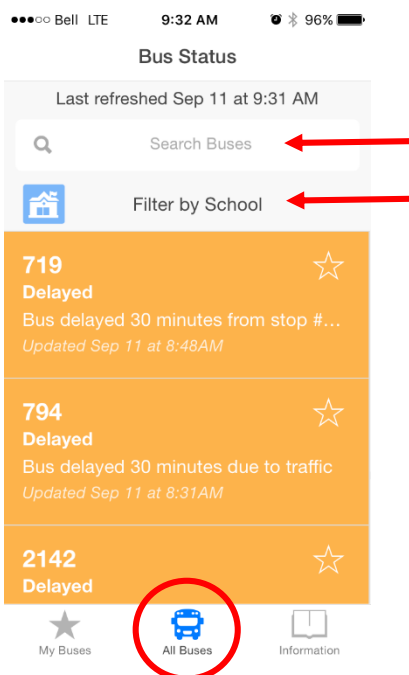 Bell LTE 9:32 AM 96%
Bus Status
Last refreshed Sep 11 at 9:31 AM
Search Buses
Filter by School
719
Delayed
Bus delayed 30 minutes from stop #...
Updated Sep 11 at 8:48AM
794
Delayed
Bus delayed 30 minutes due to traffic
Updated Sep 11 at 8:31AM
2142
Delayed
My Buses All Buses Information